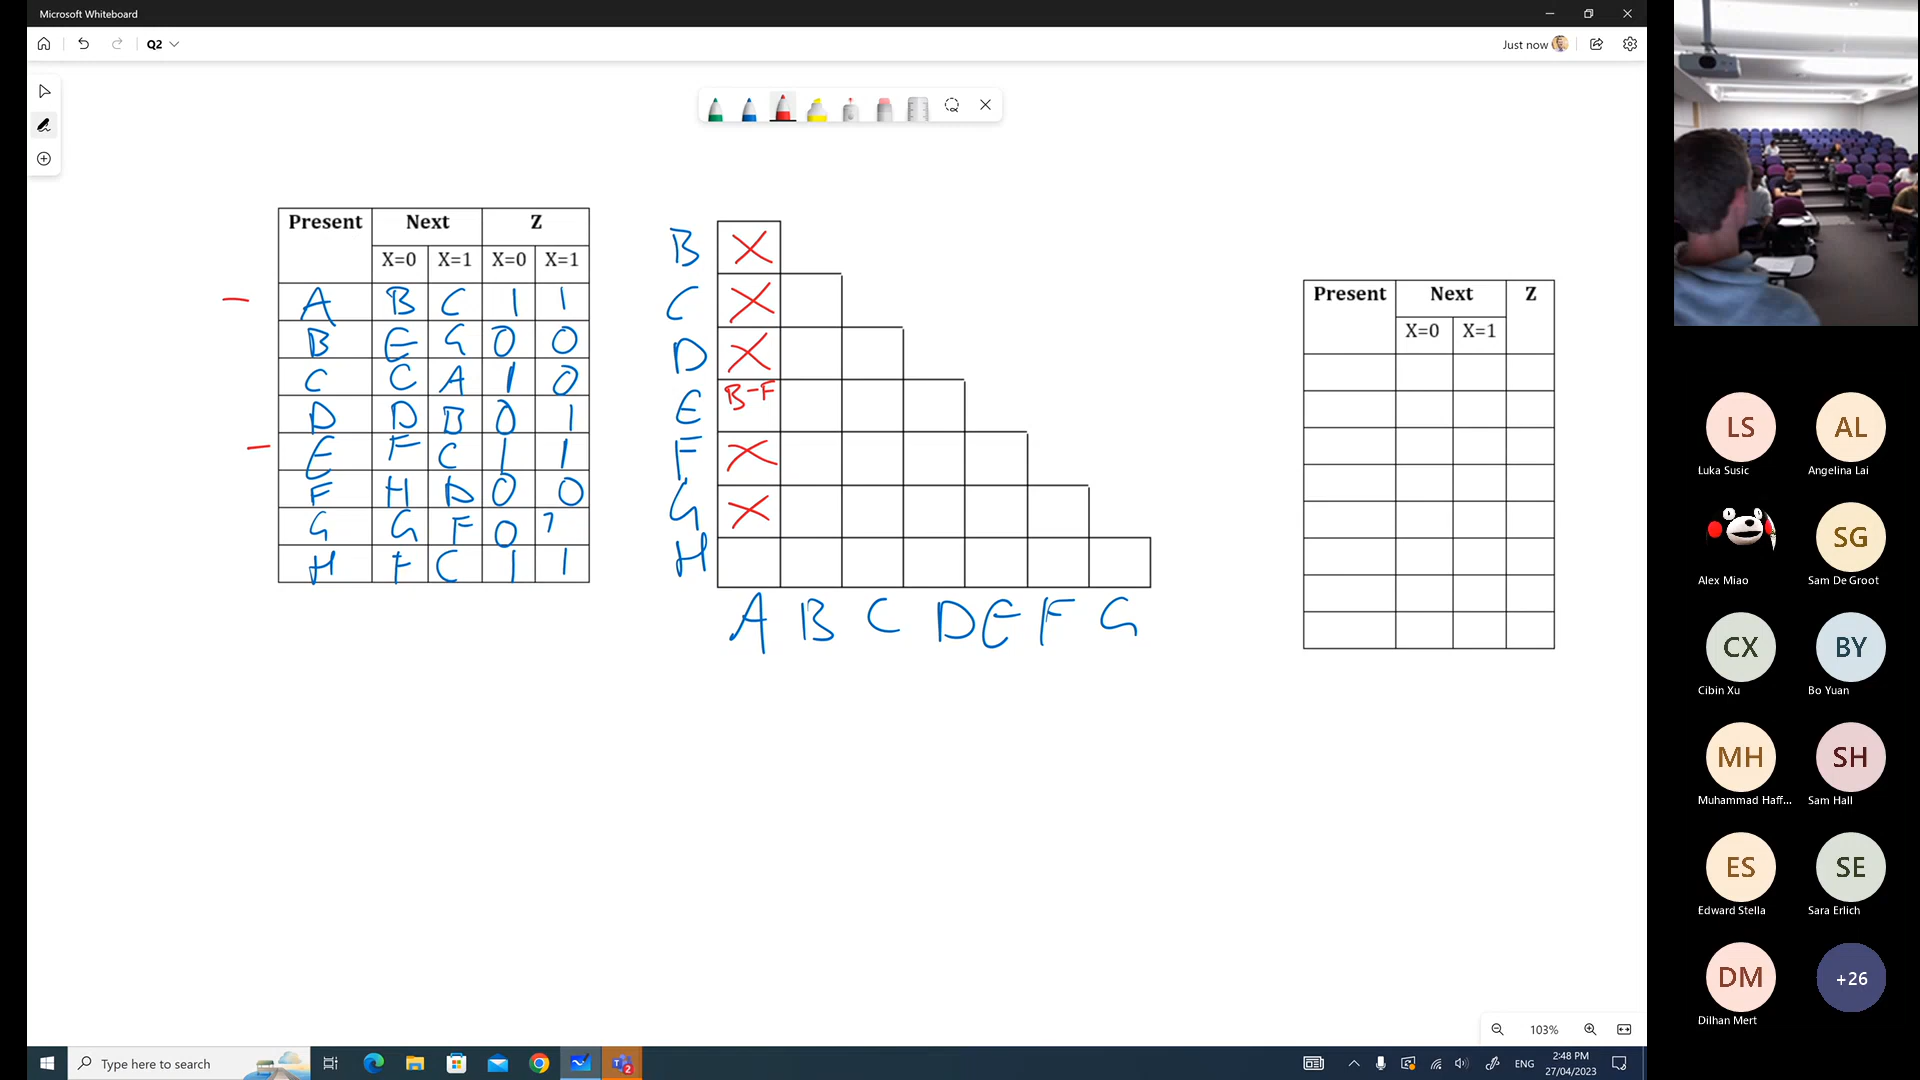 Microsoft Whiteboard
Q2
Just now
Present Next Z
X=0 X=1 X=0 X=1
A B C 1 1
B E G 0 0
C C A 1 0
D D B 0 1
E F C 1 1
F H D 0 0
G G F 0
H F C 1 1
B X
C X
D X
E B-F
F X
G X
H
A B C D E F G
Present Next Z
X=0 X=1
LS AL
Luka Susic Angelina Lai
SG
Alex Miao Sam De Groot
CX BY
Cibin Xu Bo Yuan
MH SH
Muhammad Haff... Sam Hall
ES SE
Edward Stella Sara Erlich
DM +26
Dilhan Mert
103%
Type here to search
2
ENG
2:48 PM
27/04/2023